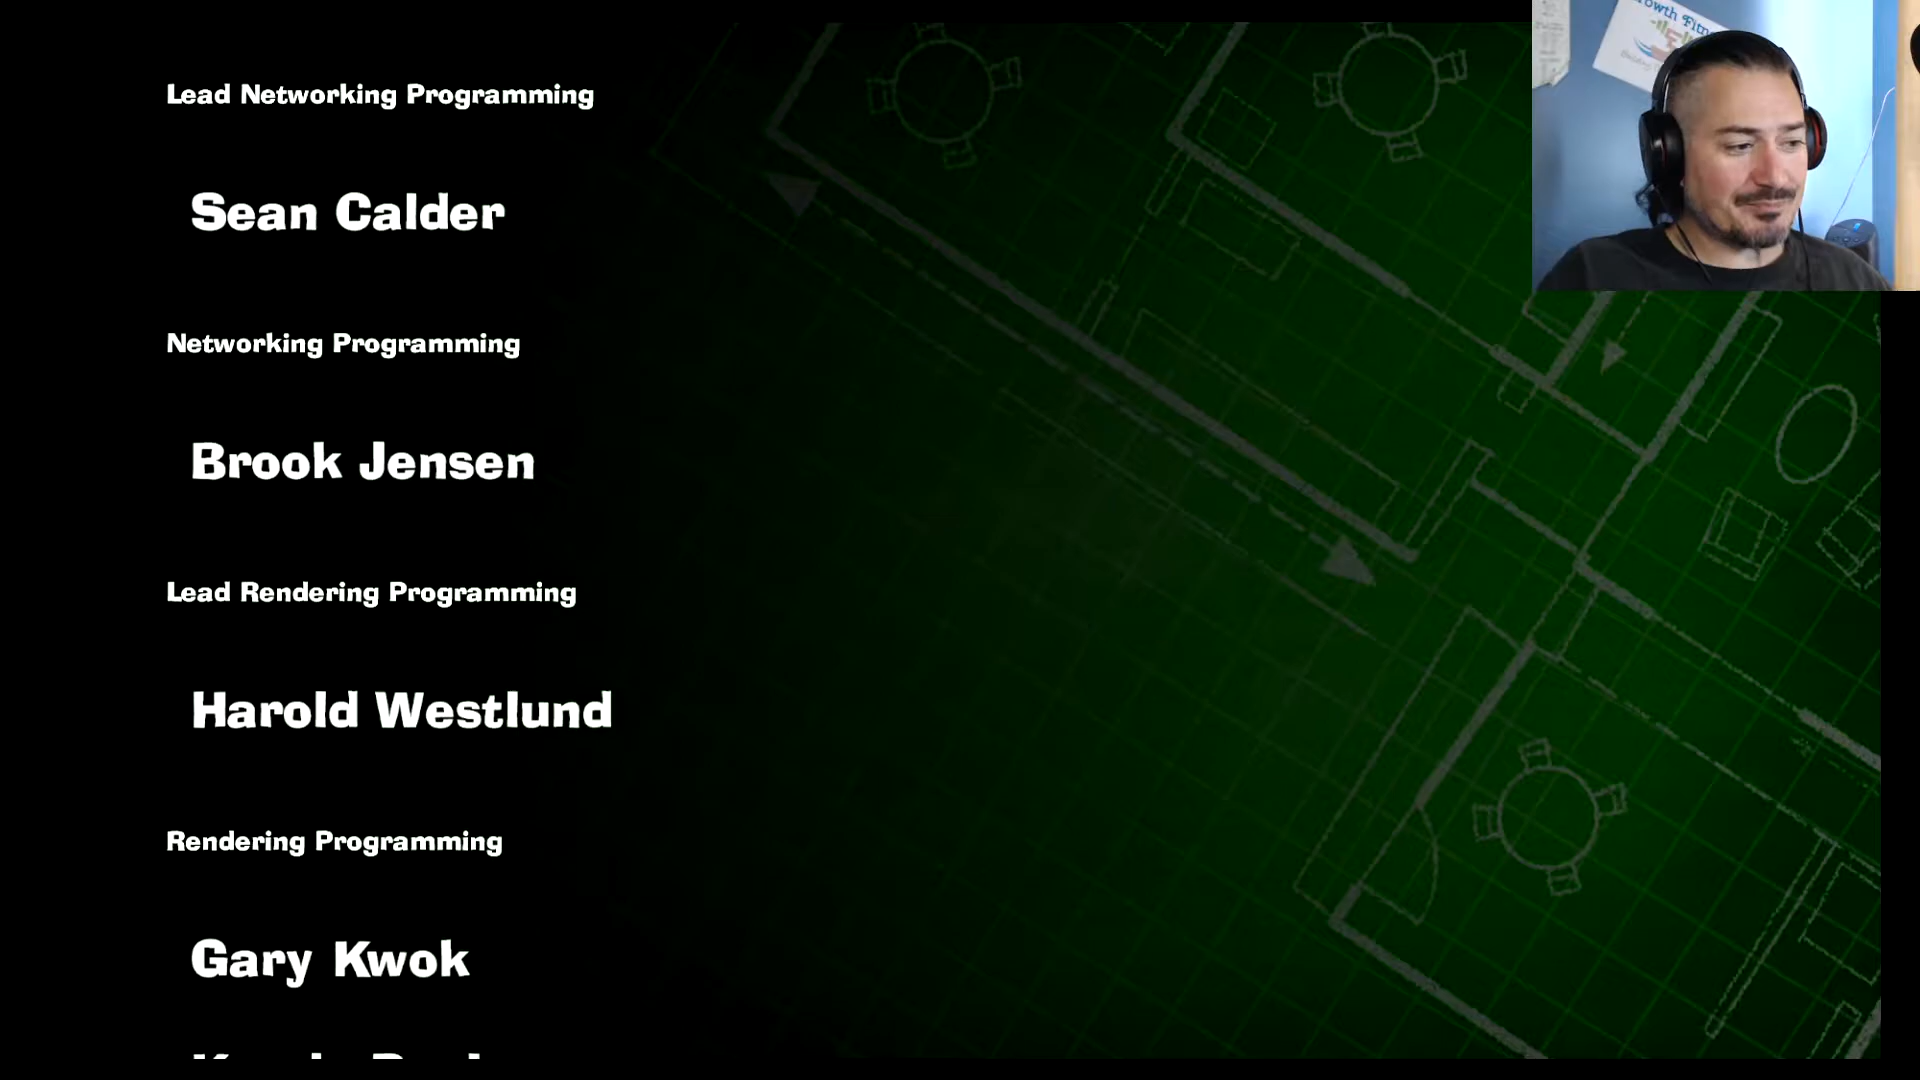 Lead Networking Programming
Sean Calder
Networking Programming
Brook Jensen
Lead Rendering Programming
Harold Westlund
Rendering Programming
Gary Kwok